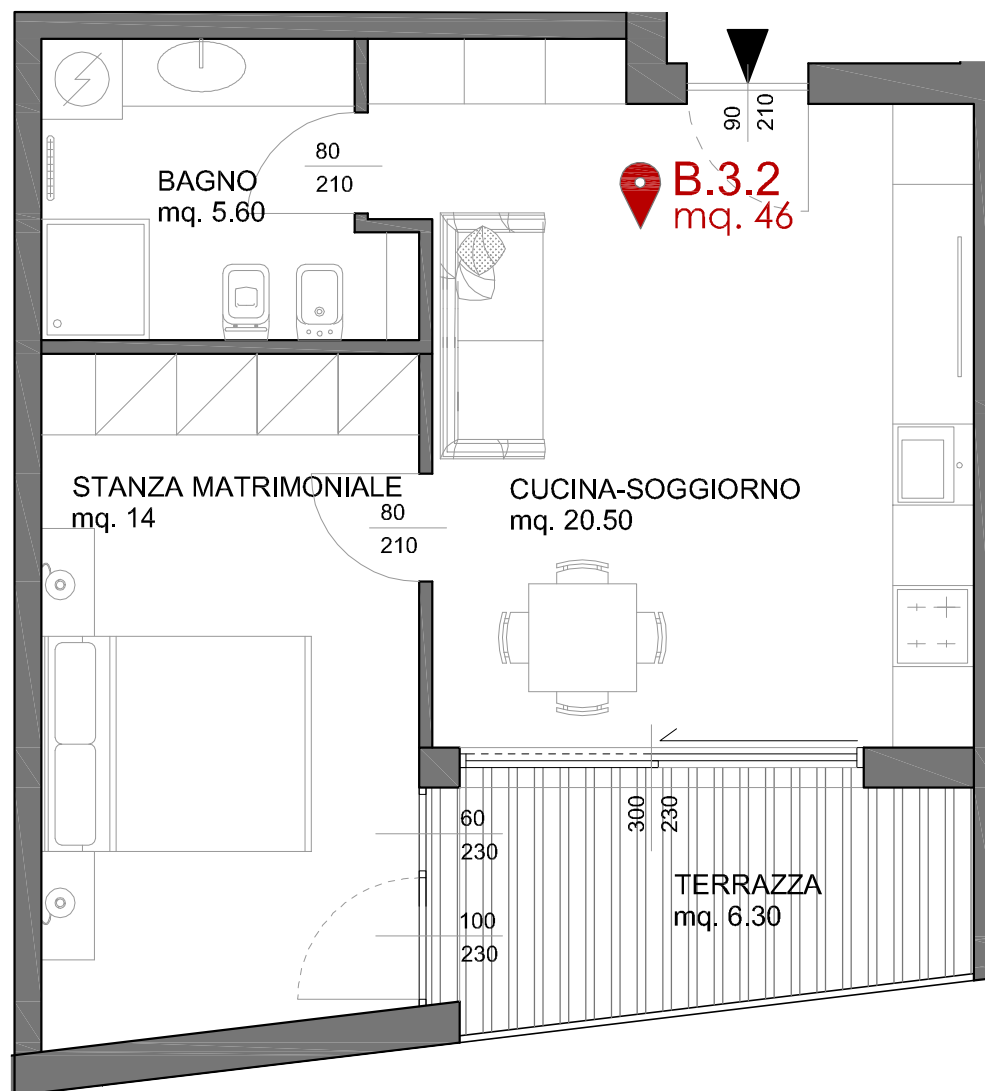 90
210
80
210
BAGNO
mq. 5.60
B.3.2
mq. 46
STANZA MATRIMONIALE
mq. 14
80
210
CUCINA-SOGGIORNO
mq. 20.50
300
230
60
230
TERRAZZA
mq. 6.30
100
230